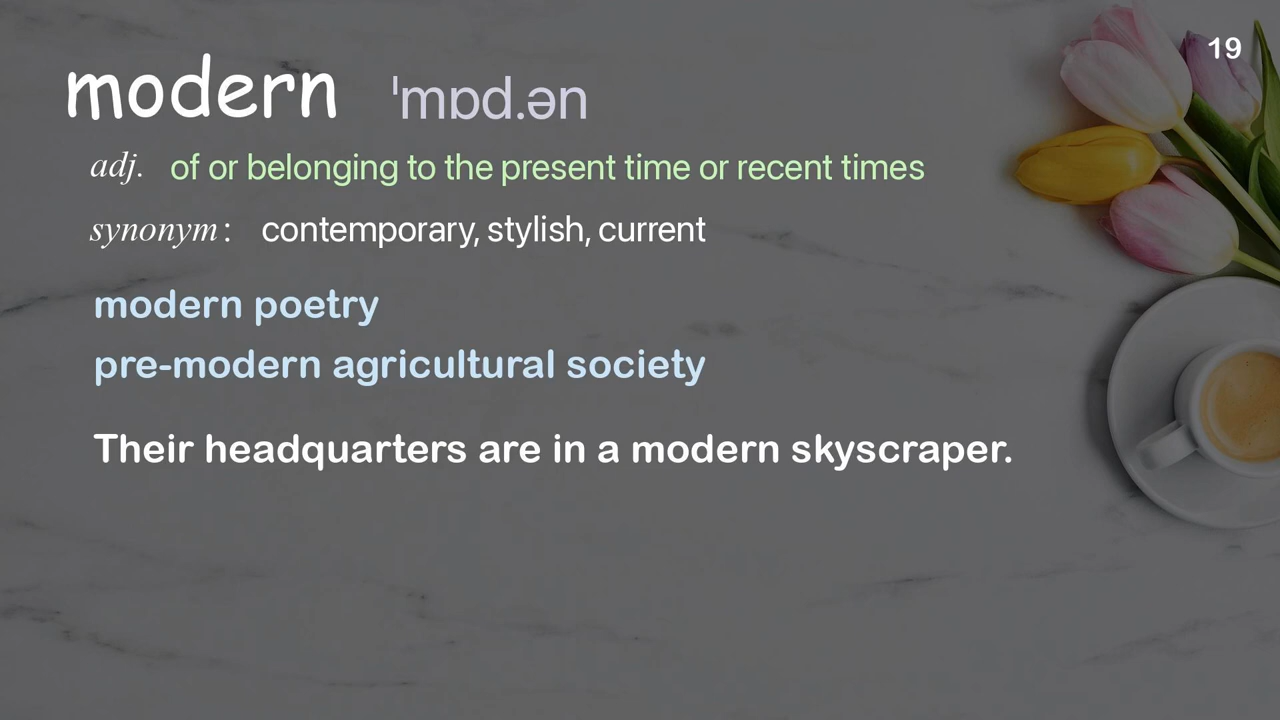 19
modern ˈmɒd.ən
adj. of or belonging to the present time or recent times
synonym: contemporary, stylish, current
modern poetry
pre-modern agricultural society
Their headquarters are in a modern skyscraper.